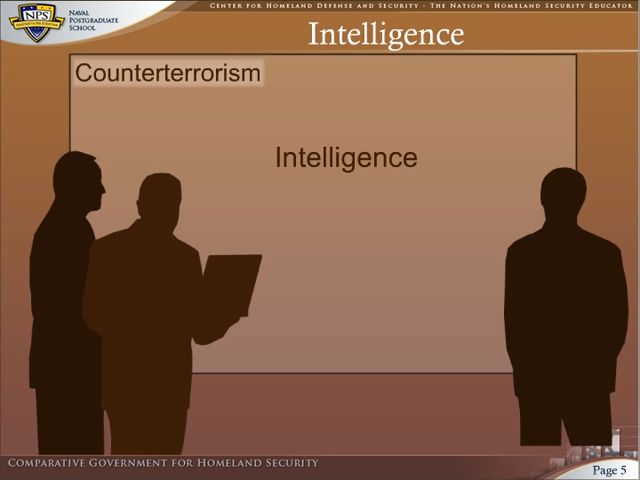 NPS
NAVAL
POSTGRADUATE
SCHOOL
CENTER FOR HOMELAND DEFENSE AND SECURITY · THE NATION'S HOMELAND SECURITY EDUCATOR
Intelligence
Counterterrorism
Intelligence
COMPARATIVE GOVERNMENT FOR HOMELAND SECURITY
Page 5